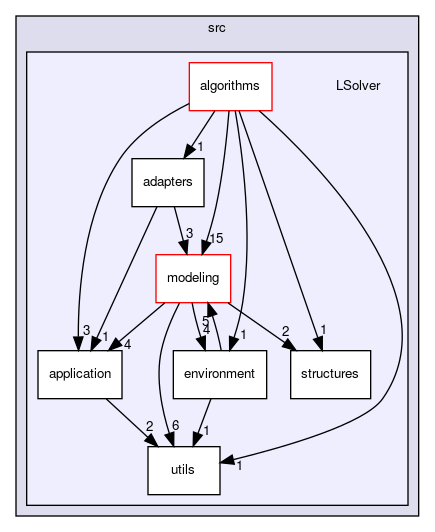 src
algorithms
LSolver
1
adapters
3
15
modeling
3
1
4
5
4
1
2
1
application
environment
structures
2
6
1
utils
1